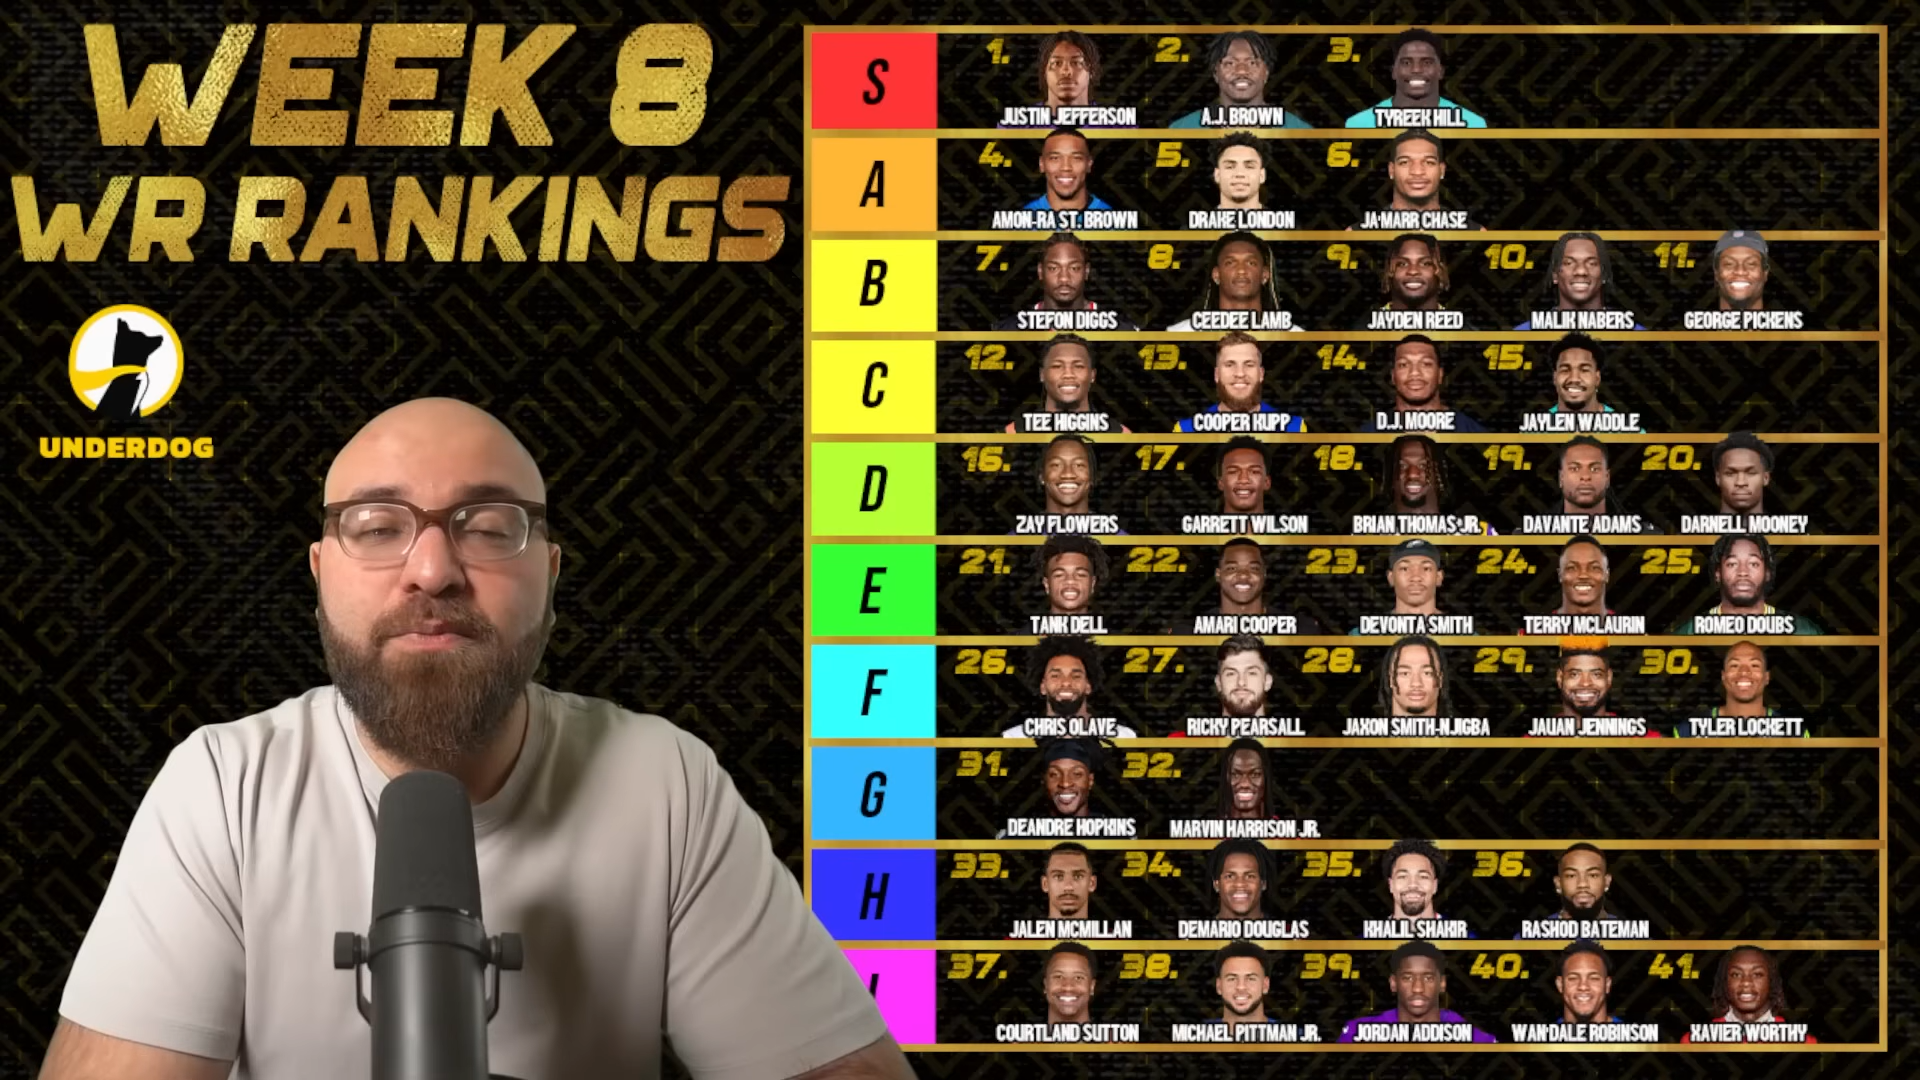 WEEK 8
WR RANKINGS
UNDERDOG
S
1. 2. 3.
JUSTIN JEFFERSON A.J. BROWN TYREEK HILL
A
4. 5. 6.
AMON-RA ST. BROWN DRAKE LONDON JA'MARR CHASE
B
7. 8. 9. 10. 11.
STEFON DIGGS CEEDEE LAMB JAYDEN REED MALIK NABERS GEORGE PICKENS
C
12. 13. 14. 15.
TEE HIGGINS COOPER KUPP D.J. MOORE JAYLEN WADDLE
D
16. 17. 18. 19. 20.
ZAY FLOWERS GARRETT WILSON BRIAN THOMAS JR. DAVANTE ADAMS DARNELL MOONEY
E
21. 22. 23. 24. 25.
TANK DELL AMARI COOPER DEVONTA SMITH TERRY MCLAURIN ROMEO DOUBS
F
26. 27. 28. 29. 30.
CHRIS OLAVE RICKY PEARSALL JAXON SMITH-NJIGBA JAUAN JENNINGS TYLER LOCKETT
G
31. 32.
DEANDRE HOPKINS MARVIN HARRISON JR.
H
33. 34. 35. 36.
JALEN MCMILLAN DEMARIO DOUGLAS KHALIL SHAKIR RASHOD BATEMAN
I
37. 38. 39. 40. 41.
COURTLAND SUTTON MICHAEL PITTMAN JR. JORDAN ADDISON WAN'DALE ROBINSON XAVIER WORTHY